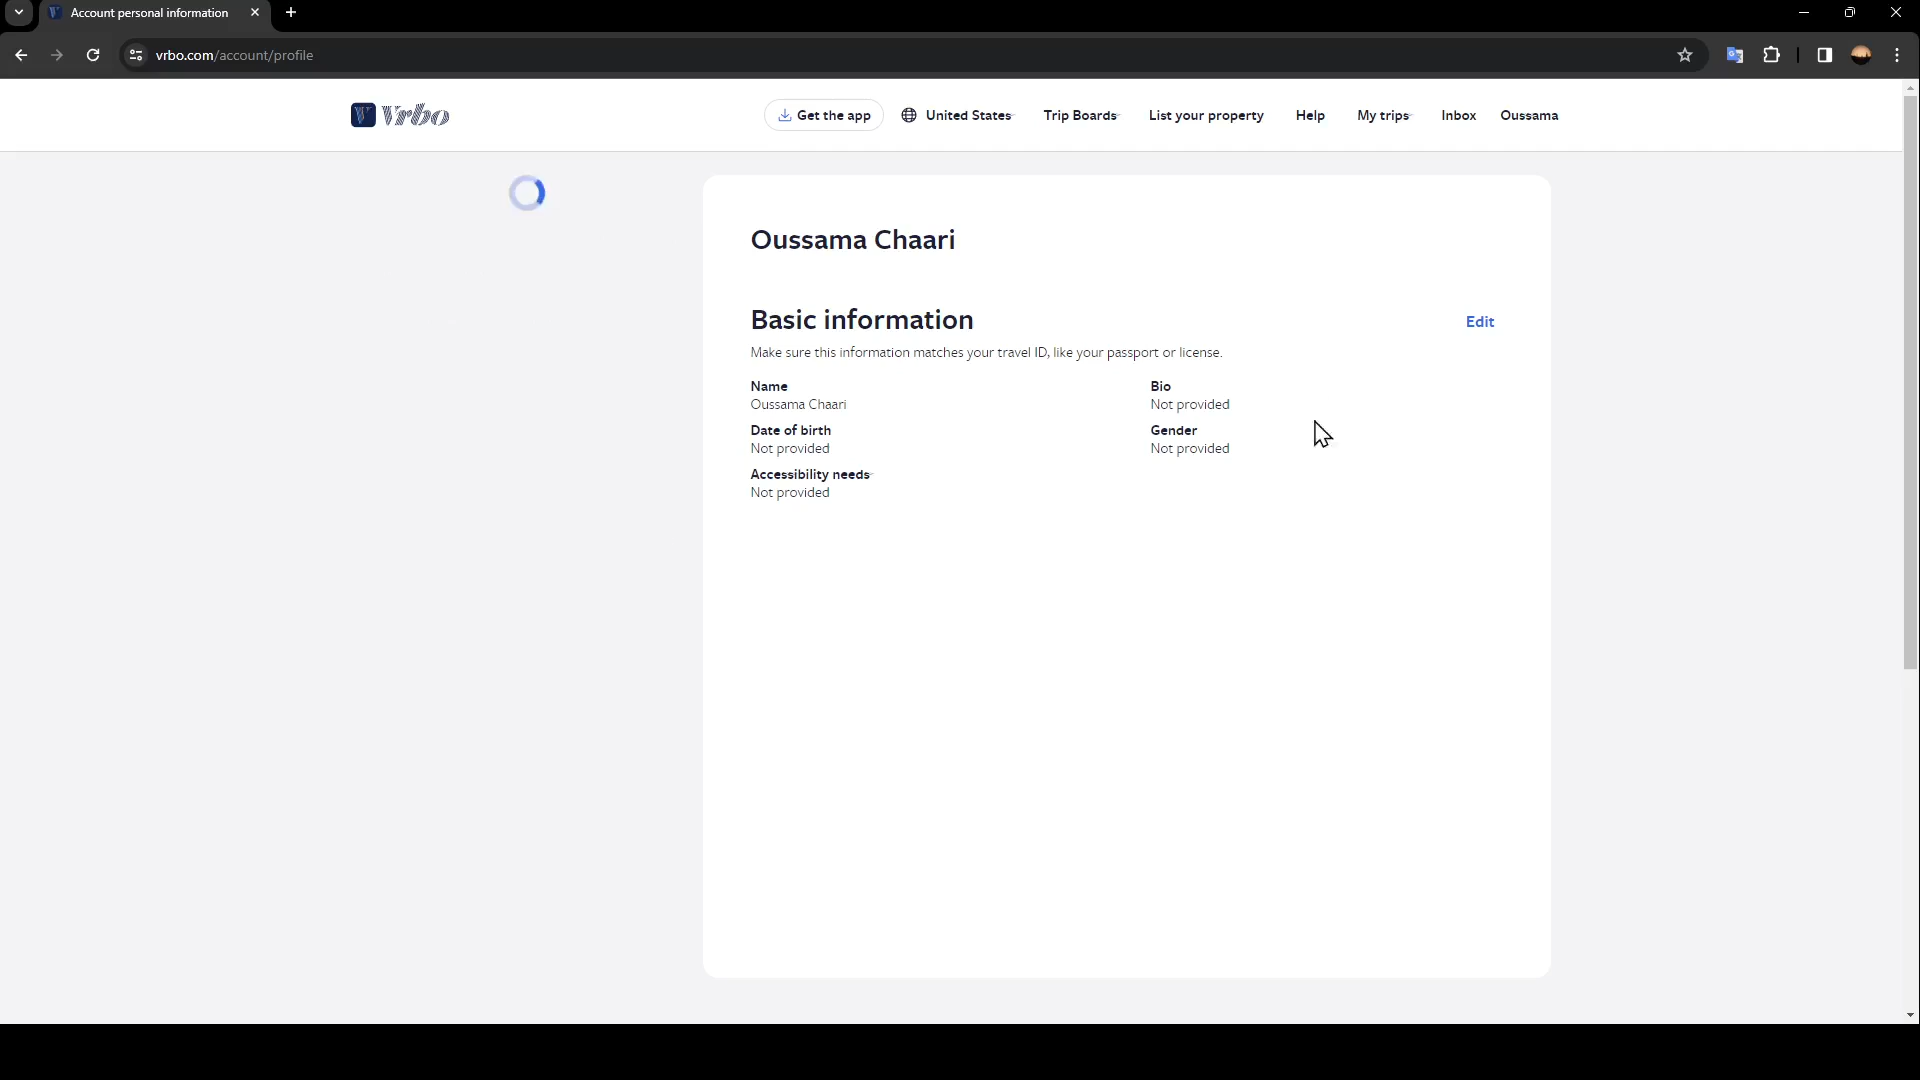 Account personal information
vrbo.com/account/profile
Vrbo
Get the app
United States
Trip Boards
List your property
Help
My trips
Inbox
Oussama
Oussama Chaari
Basic information
Edit
Make sure this information matches your travel ID, like your passport or license.
Name
Oussama Chaari
Bio
Not provided
Date of birth
Not provided
Gender
Not provided
Accessibility needs
Not provided